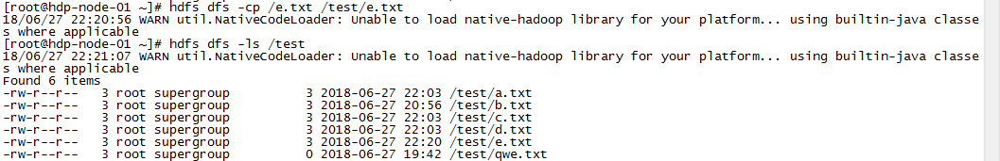 [root@hdp-node-01 ~]# hdfs dfs -cp /e.txt /test/e.txt
18/06/27 22:20:56 WARN util.NativeCodeLoader: Unable to load native-hadoop library for your platform... using builtin-java classe
s where applicable
[root@hdp-node-01 ~]# hdfs dfs -ls /test
18/06/27 22:21:07 WARN util.NativeCodeLoader: Unable to load native-hadoop library for your platform... using builtin-java classe
s where applicable
Found 6 items
-rw-r--r--   3 root supergroup          3 2018-06-27 22:03 /test/a.txt
-rw-r--r--   3 root supergroup          3 2018-06-27 20:56 /test/b.txt
-rw-r--r--   3 root supergroup          3 2018-06-27 22:03 /test/c.txt
-rw-r--r--   3 root supergroup          3 2018-06-27 22:03 /test/d.txt
-rw-r--r--   3 root supergroup          3 2018-06-27 22:20 /test/e.txt
-rw-r--r--   3 root supergroup          0 2018-06-27 19:42 /test/qwe.txt